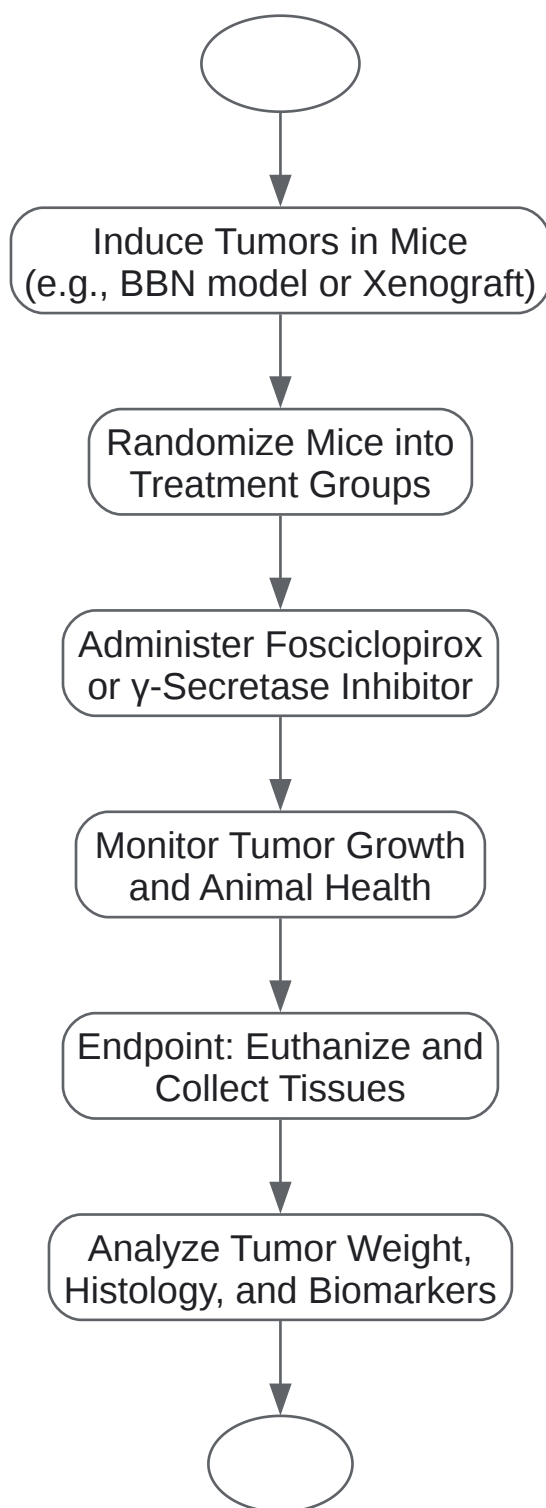 Induce Tumors in Mice
(e.g., BBN model or Xenograft)
Randomize Mice into
Treatment Groups
Administer Fosciclopirox
or γ-Secretase Inhibitor
Monitor Tumor Growth
and Animal Health
Endpoint: Euthanize and
Collect Tissues
Analyze Tumor Weight,
Histology, and Biomarkers